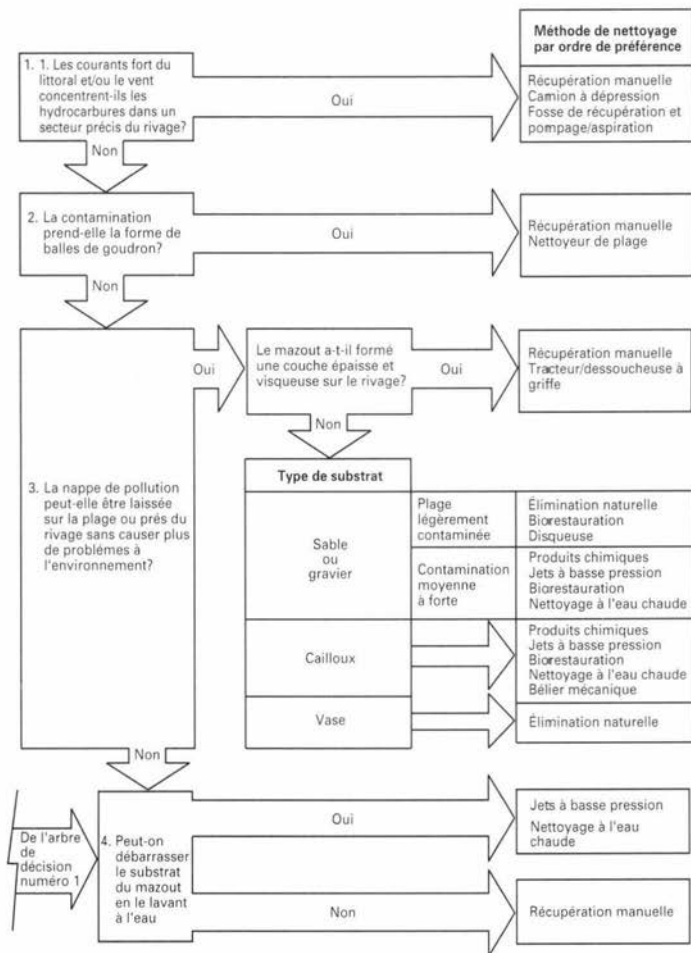 Méthode de nettoyage
par ordre de préférence
1. 1. Les courants fort du
littoral et/ou le vent
concentrent-ils les
hydrocarbures dans un
secteur précis du rivage?
Oui
Récupération manuelle
Camion à dépression
Fosse de récupération et
pompage/aspiration
Non
2. La contamination
prend-elle la forme de
balles de goudron?
Oui
Récupération manuelle
Nettoyeur de plage
Non
3. La nappe de pollution
peut-elle être laissée
sur la plage ou prés du
rivage sans causer plus
de problèmes à
l'environnement?
Oui
Le mazout a-t-il formé
une couche épaisse et
visqueuse sur le rivage?
Oui
Récupération manuelle
Tracteur/dessoucheuse à
griffe
Non
Type de substrat
Sable
ou
gravier
Plage
légèrement
contaminée
Élimination naturelle
Biorestauration
Disqueuse
Contamination
moyenne
à forte
Produits chimiques
Jets à basse pression
Biorestauration
Nettoyage à l'eau chaude
Cailloux
Produits chimiques
Jets à basse pression
Biorestauration
Nettoyage à l'eau chaude
Bélier mécanique
Vase
Élimination naturelle
Non
De l'arbre
de
décision
numéro 1
4. Peut-on
débarrasser le
substrat
du mazout
en le lavant
à l'eau
Oui
Jets à basse pression
Nettoyage à l'eau
chaude
Non
Récupération manuelle